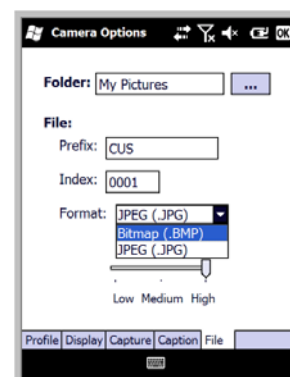 Camera Options OK
Folder: My Pictures ...
File:
Prefix: CUS
Index: 0001
Format: JPEG (.JPG)
Bitmap (.BMP)
JPEG (.JPG)
Low Medium High
Profile Display Capture Caption File